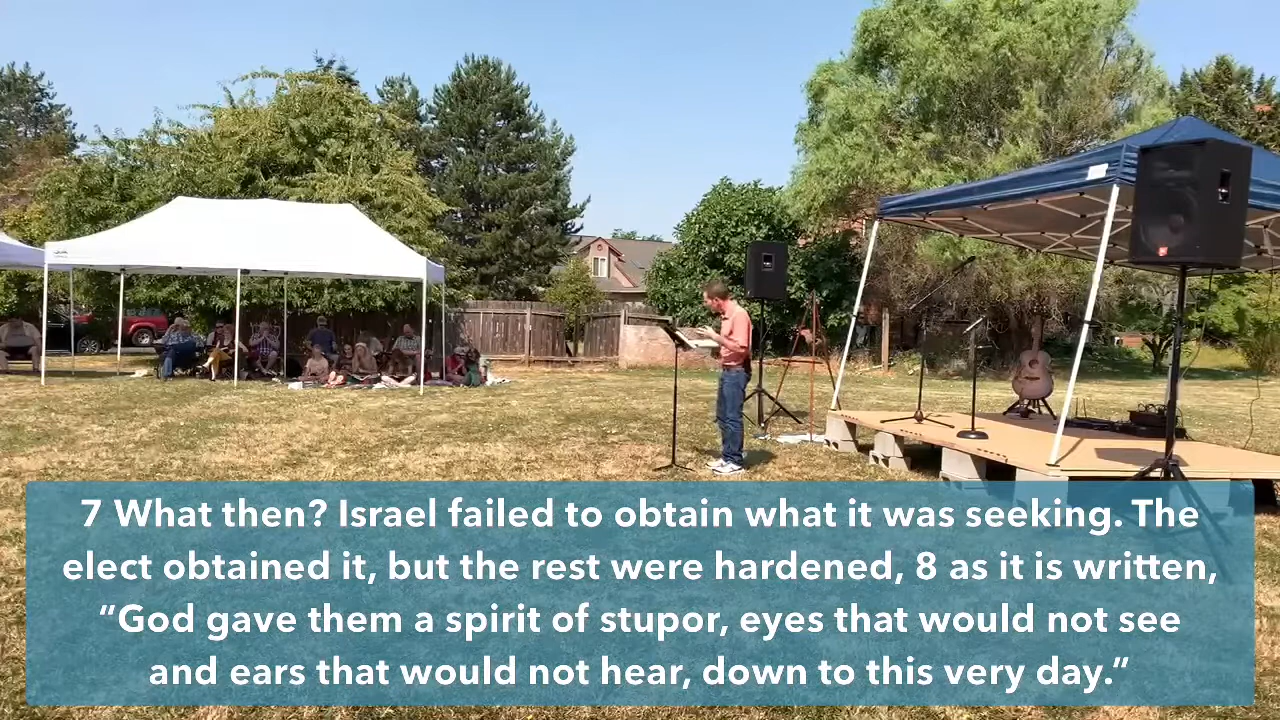 7 What then? Israel failed to obtain what it was seeking. The
elect obtained it, but the rest were hardened, 8 as it is written,
“God gave them a spirit of stupor, eyes that would not see
and ears that would not hear, down to this very day.”